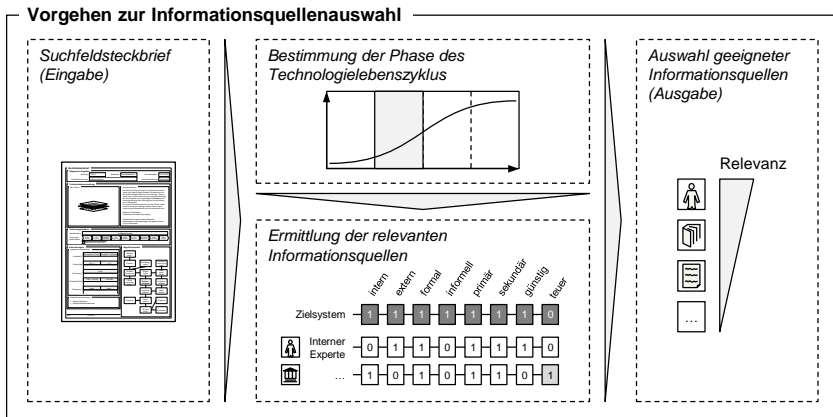 Vorgehen zur Informationsquellenauswahl
Suchfeldsteckbrief
(Eingabe)
Bestimmung der Phase des
Technologielebenszyklus
Ermittlung der relevanten
Informationsquellen
intern extern formal informell primär sekundär günstig teuer
Zielsystem 1 1 1 1 1 1 1 0
Interner
Experte 0 1 1 0 1 1 1 0
... 1 0 1 0 1 1 0 1
Auswahl geeigneter
Informationsquellen
(Ausgabe)
Relevanz
...